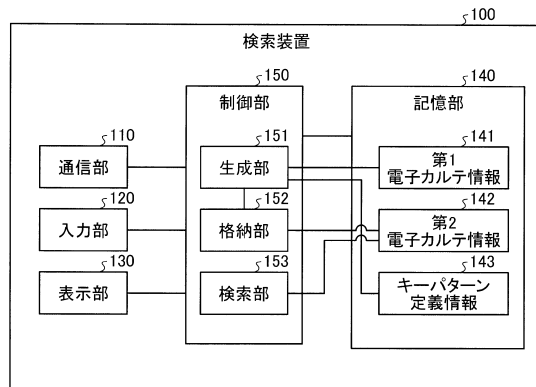 100
検索装置
150
制御部
140
記憶部
110
通信部
151
生成部
141
第1
電子カルテ情報
120
入力部
152
格納部
142
第2
電子カルテ情報
130
表示部
153
検索部
143
キーパターン
定義情報